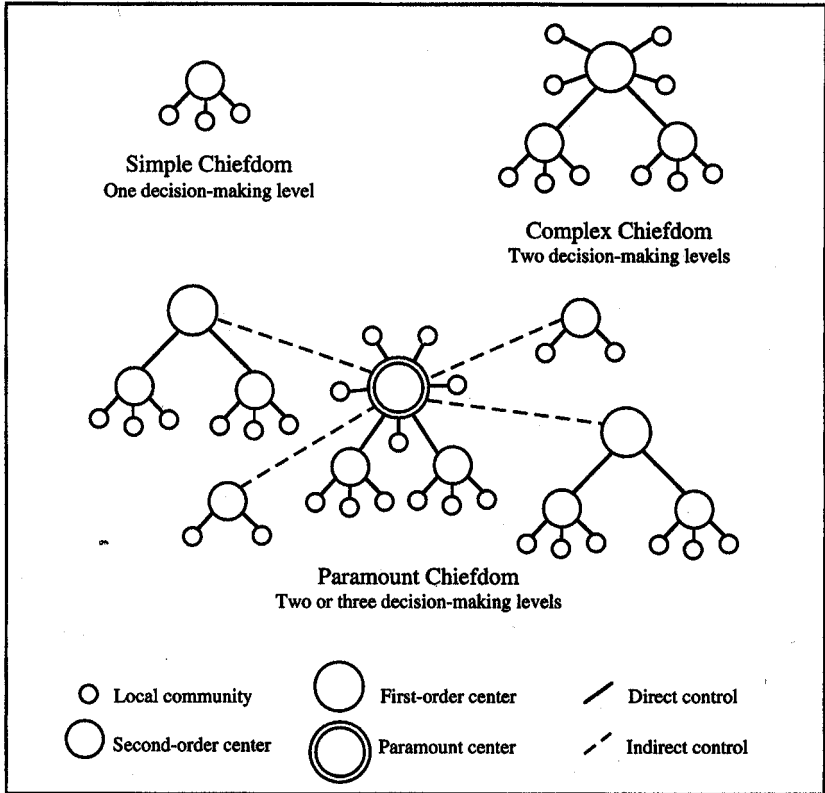 Simple Chiefdom
One decision-making level
Complex Chiefdom
Two decision-making levels
Paramount Chiefdom
Two or three decision-making levels
Local community
First-order center
Direct control
Second-order center
Paramount center
Indirect control